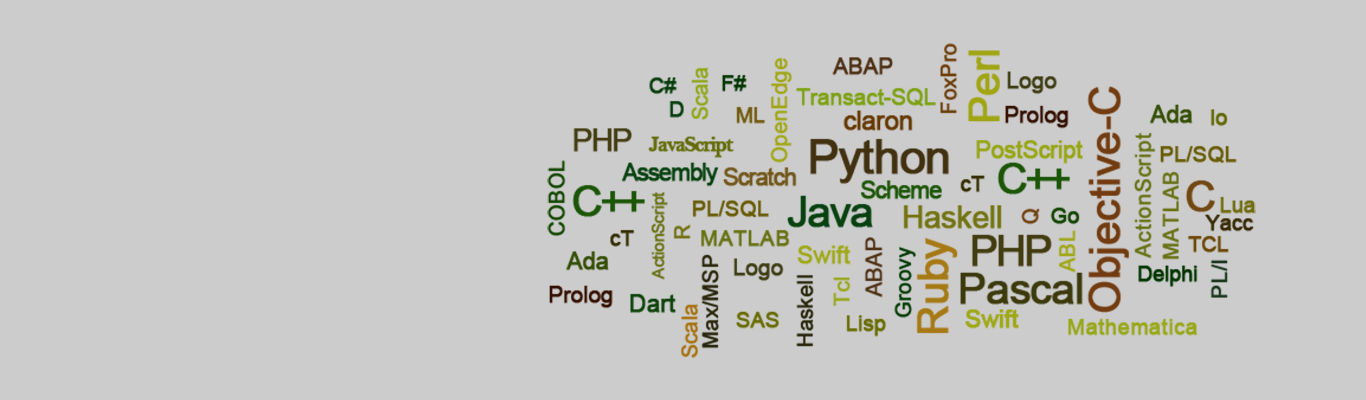 C#
D
Scala
F#
ML
OpenEdge
ABAP
Transact-SQL
claron
FoxPro
Perl
Logo
Prolog
PHP
JavaScript
Assembly
Scratch
Python
PostScript
Scheme
cT
C++
Objective-C
Ada
Io
ActionScript
PL/SQL
MATLAB
C
Lua
Yacc
TCL
COBOL
C++
cT
ActionScript
R
PL/SQL
MATLAB
Java
Haskell
Q
Go
Ada
Prolog
Dart
Scala
Max/MSP
Logo
SAS
Haskell
Swift
Tcl
ABAP
Lisp
Groovy
Ruby
PHP
ABL
Pascal
Swift
Delphi
PL/I
Mathematica